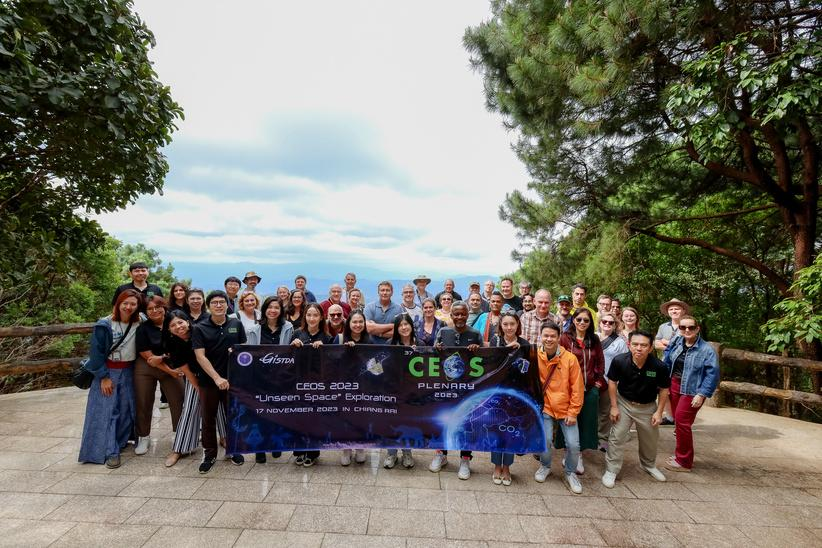 GISTDA
CEOS 2023
"Unseen Space" Exploration
17 NOVEMBER 2023 IN CHIANG RAI
37
CEOS
PLENARY
2023
CO₂